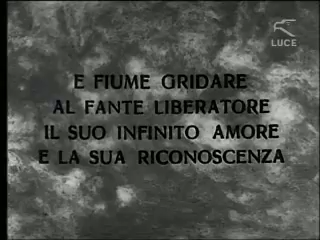 LUCE
E FIUME GRIDARE
AL FANTE LIBERATORE
IL SUO INFINITO AMORE
E LA SUA RICONOSCENZA